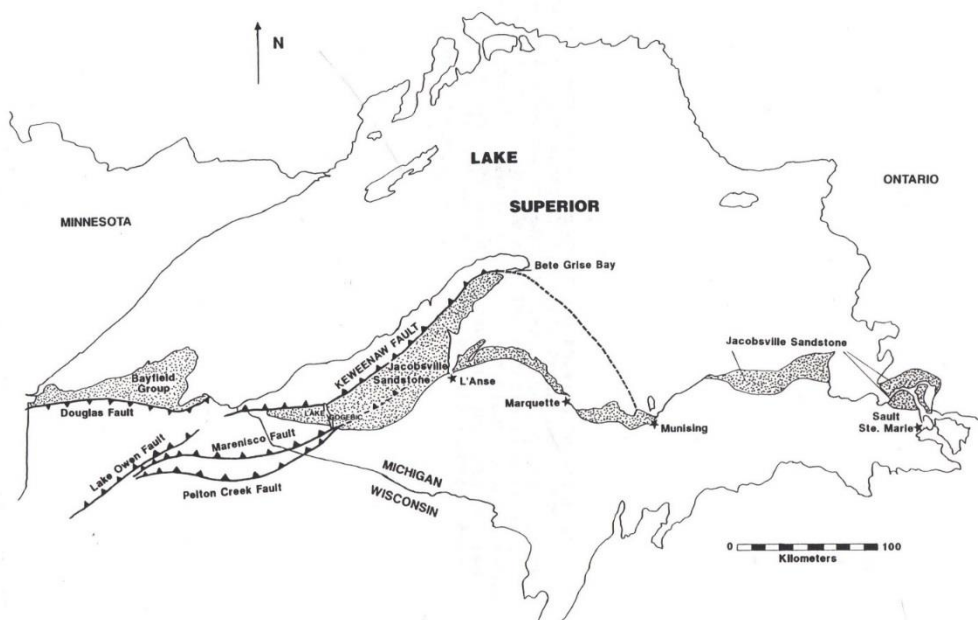 N
LAKE
SUPERIOR
ONTARIO
MINNESOTA
Bete Grise Bay
KEWEENAW FAULT
Jacobsville Sandstone
Bayfield
Group
Jacobsville
Sandstone
L'Anse
Douglas Fault
LAKE
GOGEBIC
Marquette
Munising
Sault
Ste. Marie
Lake Owen Fault
Marenisco Fault
Pelton Creek Fault
MICHIGAN
WISCONSIN
0
100
Kilometers